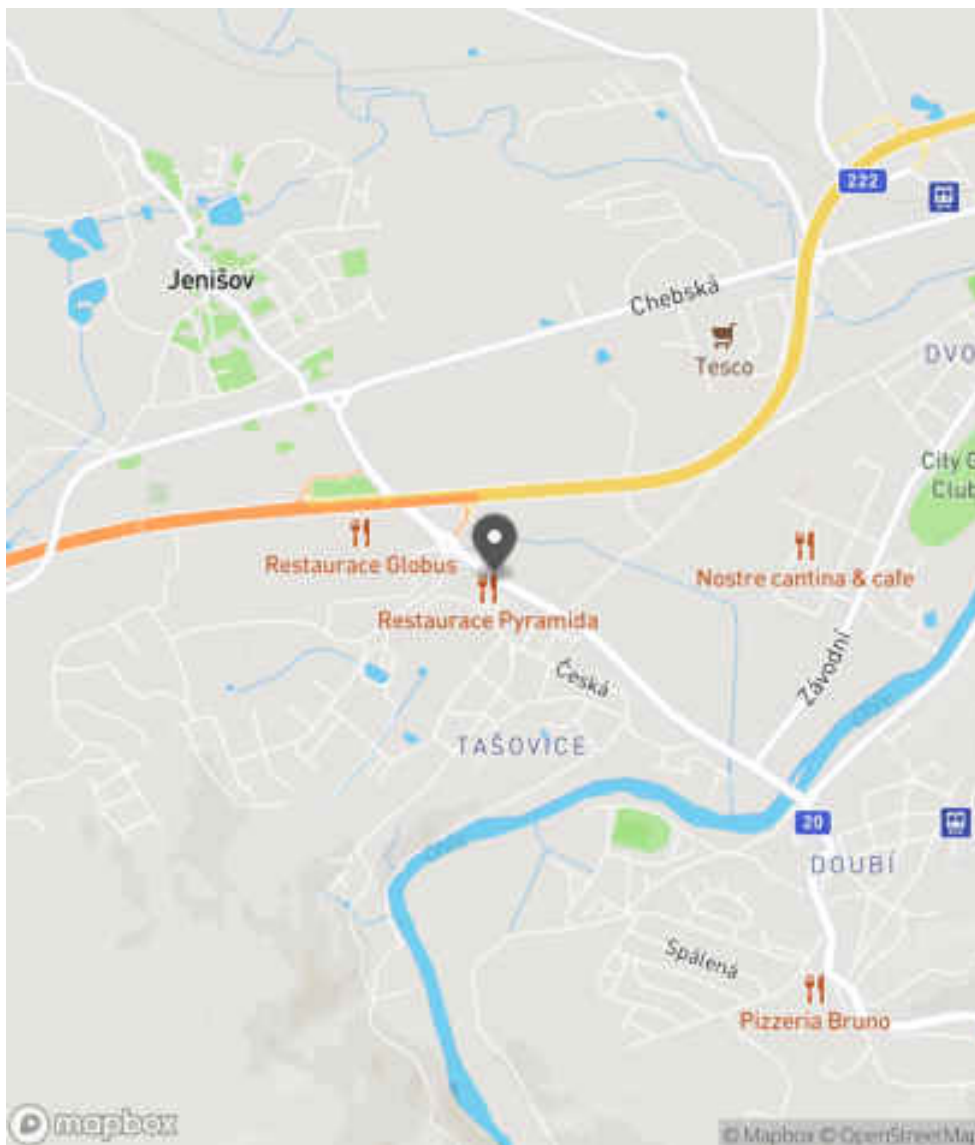 222
Jenišov
Chebská
Tesco
DVO
City G
Club
Restaurace Globus
Nostre cantina & cafe
Restaurace Pyramida
Česká
Závodní
TAŠOVICE
20
DOUBÍ
Spálená
Pizzeria Bruno
mapbox
© Mapbox © OpenStreetMap